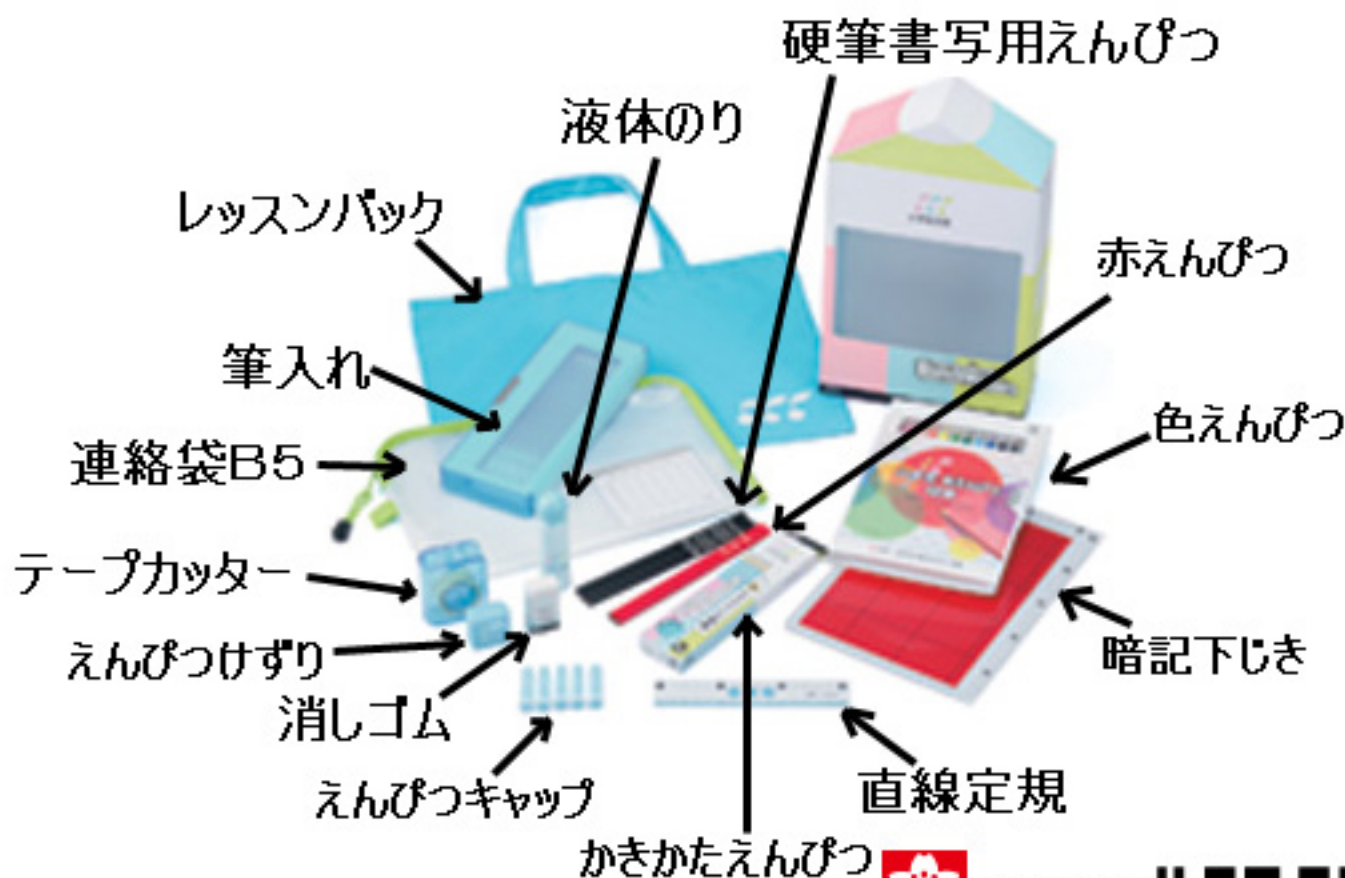 硬筆書写用えんぴつ
液体のり
レッスンバック
赤えんぴつ
筆入れ
色えんぴつ
連絡袋B5
テープカッター
えんぴつけずり
暗記下じき
消しゴム
えんぴつキャップ
直線定規
かきかたえんぴつ